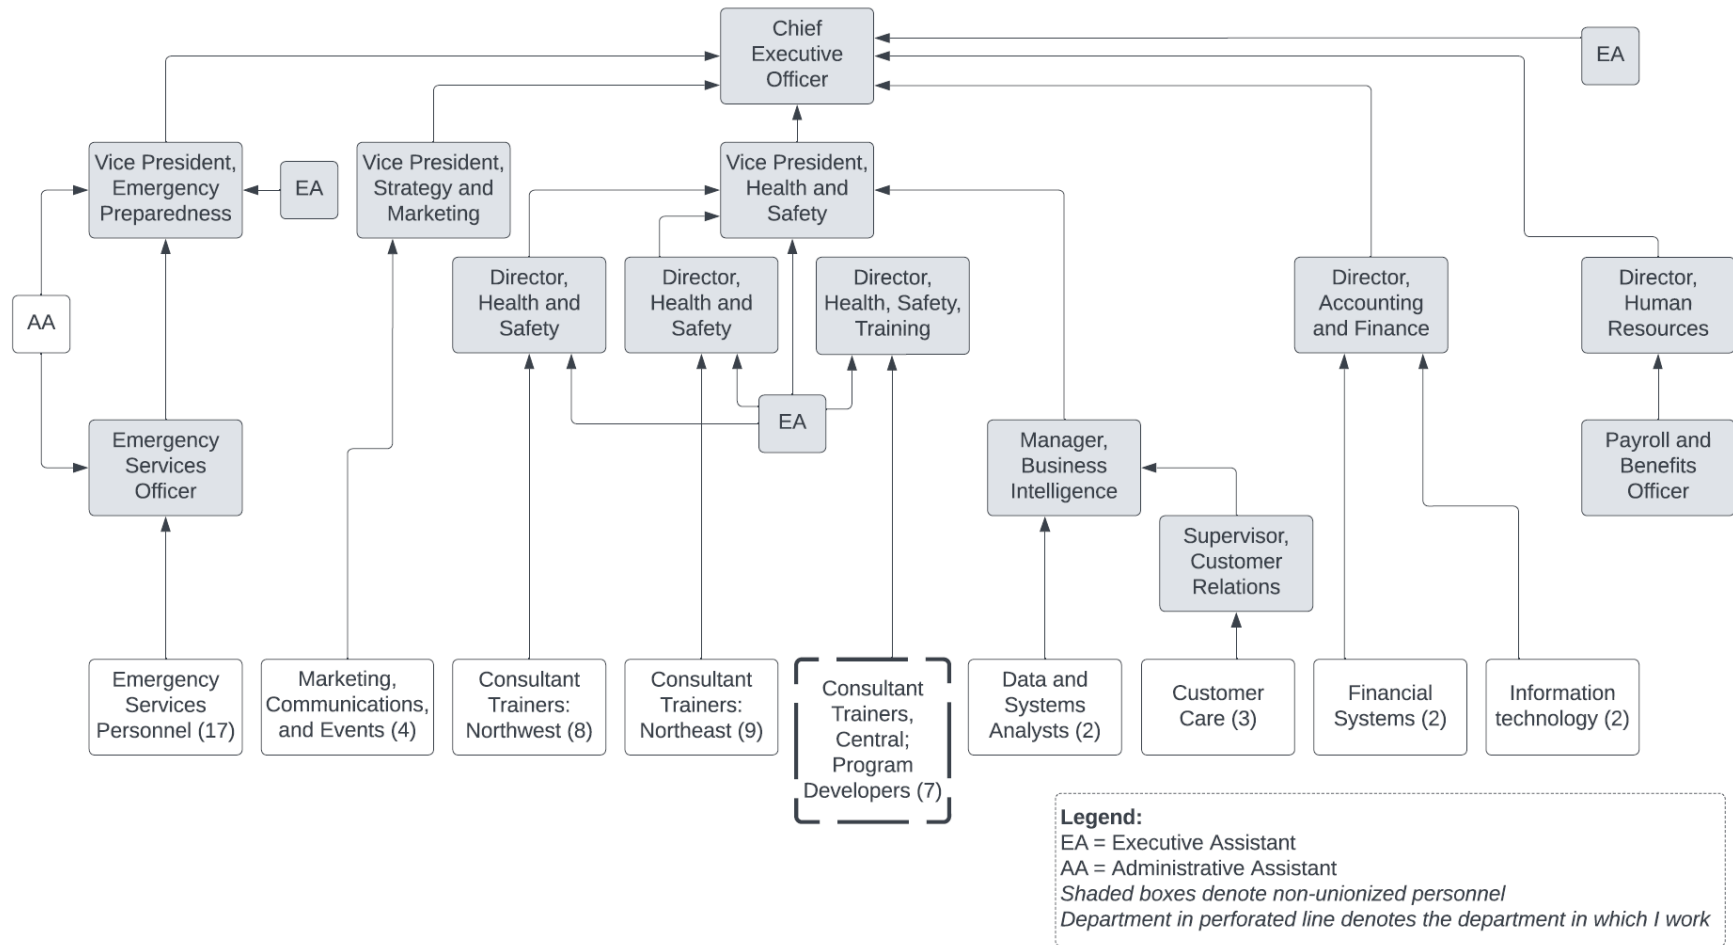 Chief
Executive
Officer
EA
Vice President,
Emergency
Preparedness
EA
Vice President,
Strategy and
Marketing
Vice President,
Health and
Safety
AA
Director,
Health and
Safety
Director,
Health and
Safety
Director,
Health, Safety,
Training
Director,
Accounting
and Finance
Director,
Human
Resources
EA
Emergency
Services
Officer
Manager,
Business
Intelligence
Payroll and
Benefits
Officer
Supervisor,
Customer
Relations
Emergency
Services
Personnel (17)
Marketing,
Communications,
and Events (4)
Consultant
Trainers:
Northwest (8)
Consultant
Trainers:
Northeast (9)
Consultant
Trainers,
Central;
Program
Developers (7)
Data and
Systems
Analysts (2)
Customer
Care (3)
Financial
Systems (2)
Information
technology (2)
Legend:
EA = Executive Assistant
AA = Administrative Assistant
Shaded boxes denote non-unionized personnel
Department in perforated line denotes the department in which I work